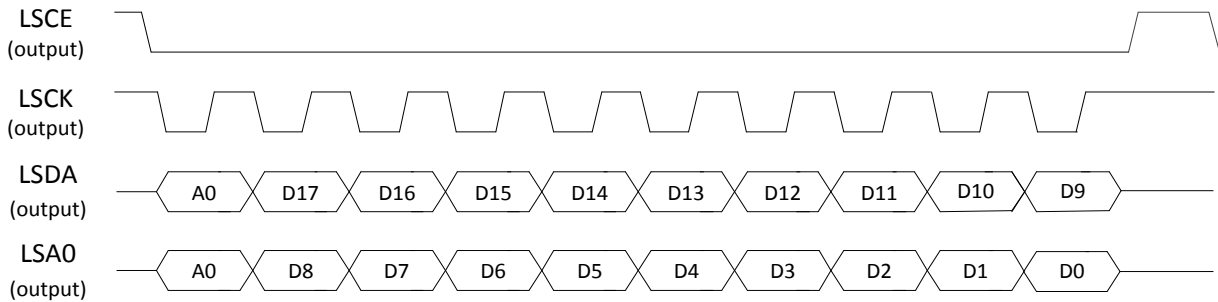 LSCE
(output)
LSCK
(output)
LSDA
(output)
A0 D17 D16 D15 D14 D13 D12 D11 D10 D9
LSA0
(output)
A0 D8 D7 D6 D5 D4 D3 D2 D1 D0